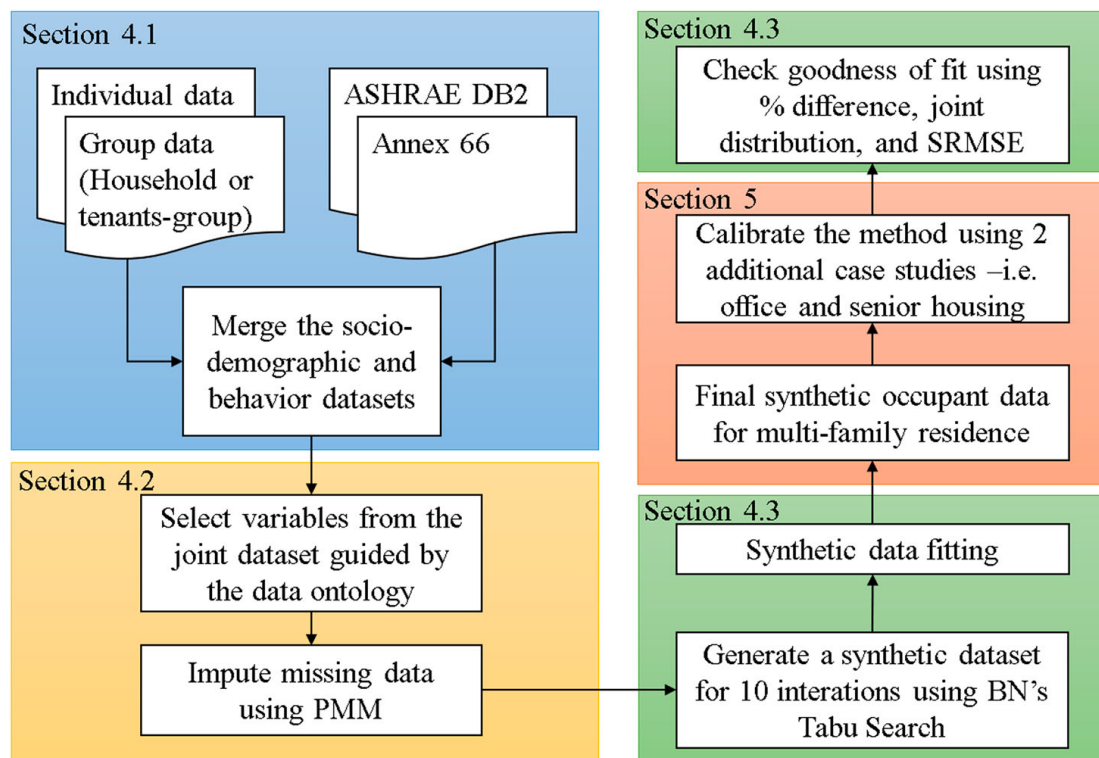 Section 4.1
Individual data
Group data
(Household or
tenants-group)
ASHRAE DB2
Annex 66
Merge the socio-
demographic and
behavior datasets
Section 4.2
Select variables from the
joint dataset guided by
the data ontology
Impute missing data
using PMM
Section 4.3
Check goodness of fit using
% difference, joint
distribution, and SRMSE
Section 5
Calibrate the method using 2
additional case studies –i.e.
office and senior housing
Final synthetic occupant data
for multi-family residence
Section 4.3
Synthetic data fitting
Generate a synthetic dataset
for 10 interations using BN’s
Tabu Search